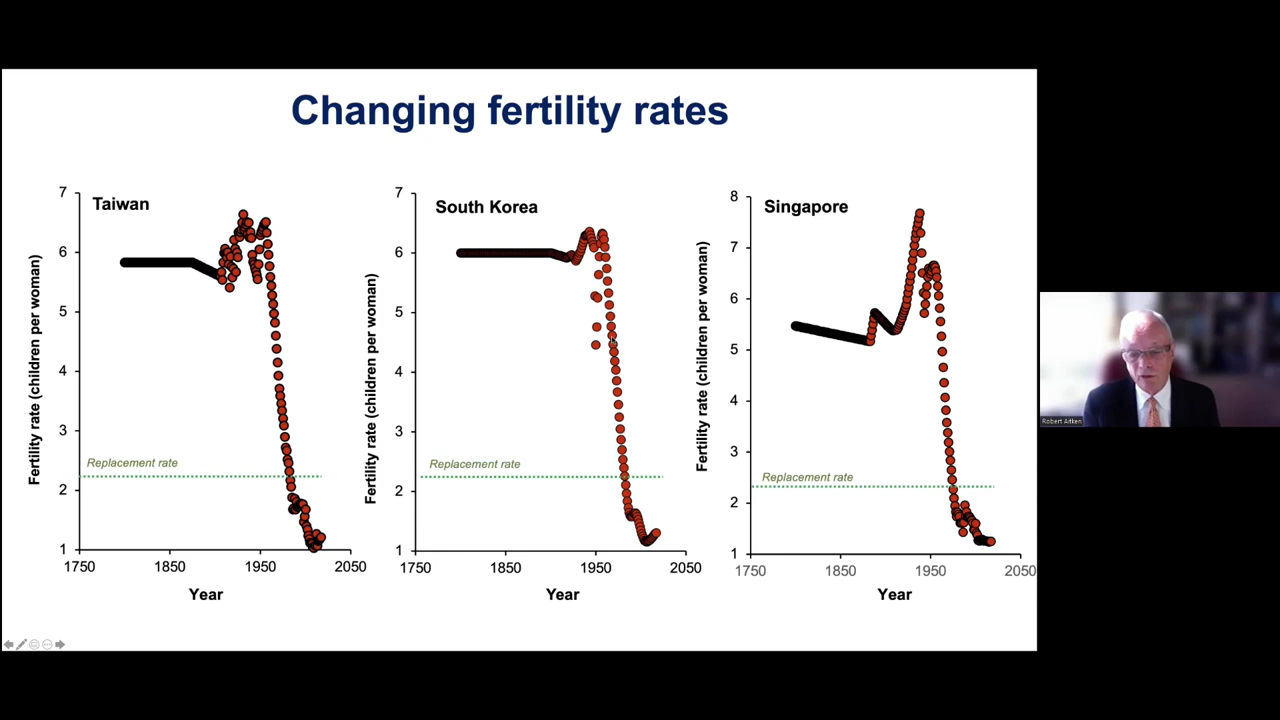 Changing fertility rates
Taiwan
Fertility rate (children per woman)
7
6
5
4
3
2
1
Replacement rate
1750
1850
1950
2050
Year
South Korea
Fertility rate (children per woman)
7
6
5
4
3
2
1
Replacement rate
1750
1850
1950
2050
Year
Singapore
Fertility rate (children per woman)
8
7
6
5
4
3
2
1
Replacement rate
1750
1850
1950
2050
Year
Robert Aitken